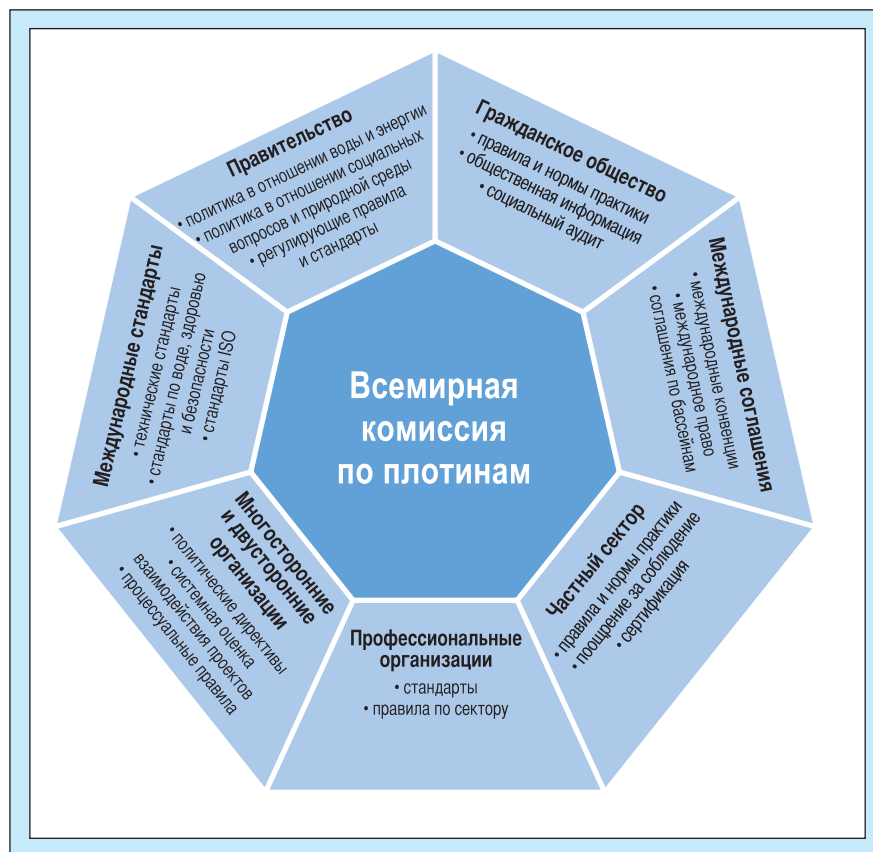 Правительство
• политика в отношении воды и энергии
• политика в отношении социальных
вопросов и природной среды
• регулирующие правила
и стандарты
Гражданское общество
• правила и нормы практики
• общественная информация
• социальный аудит
Международные соглашения
• международные конвенции
• международное право
• соглашения по бассейнам
Частный сектор
• правила и нормы практики
• поощрение за соблюдение
• сертификация
Профессиональные
организации
• стандарты
• правила по сектору
Многосторонние
и двусторонние
организации
• политические директивы
• системная оценка
взаимодействия проектов
• процессуальные правила
Международные стандарты
• технические стандарты
• стандарты по воде, здоровью
и безопасности
• стандарты ISO
Всемирная
комиссия
по плотинам